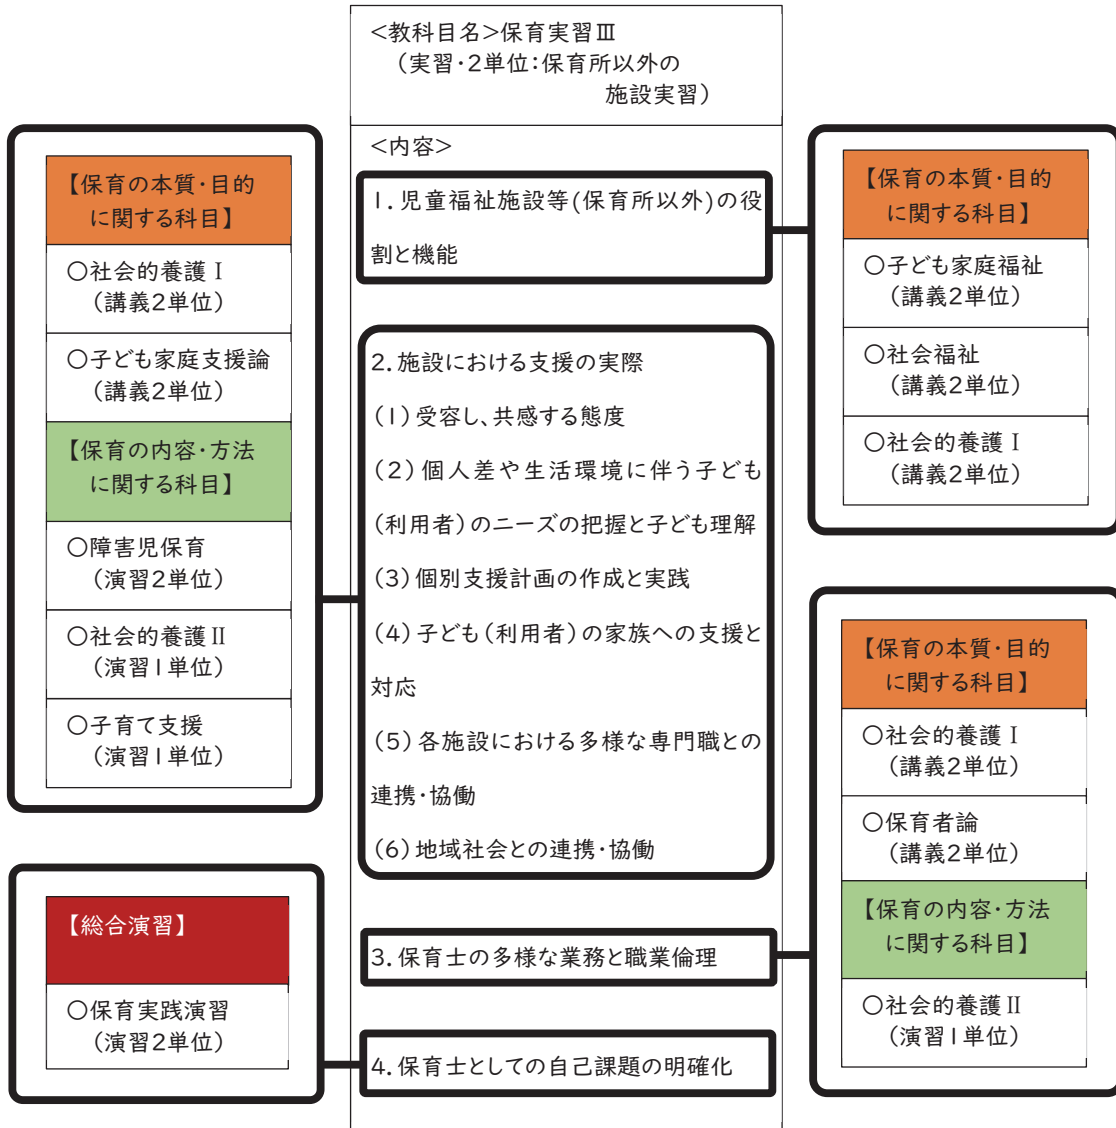 <教科目名>保育実習Ⅲ
(実習・2単位:保育所以外の
施設実習)
<内容>
1.児童福祉施設等(保育所以外)の役
割と機能
2.施設における支援の実際
(1)受容し、共感する態度
(2)個人差や生活環境に伴う子ども
(利用者)のニーズの把握と子ども理解
(3)個別支援計画の作成と実践
(4)子ども(利用者)の家族への支援と
対応
(5)各施設における多様な専門職との
連携・協働
(6)地域社会との連携・協働
3.保育士の多様な業務と職業倫理
4.保育士としての自己課題の明確化
【保育の本質・目的
に関する科目】
○社会的養護Ⅰ
(講義2単位)
○子ども家庭支援論
(講義2単位)
【保育の内容・方法
に関する科目】
○障害児保育
(演習2単位)
○社会的養護Ⅱ
(演習1単位)
○子育て支援
(演習1単位)
【総合演習】
○保育実践演習
(演習2単位)
【保育の本質・目的
に関する科目】
○子ども家庭福祉
(講義2単位)
○社会福祉
(講義2単位)
○社会的養護Ⅰ
(講義2単位)
【保育の本質・目的
に関する科目】
○社会的養護Ⅰ
(講義2単位)
○保育者論
(講義2単位)
【保育の内容・方法
に関する科目】
○社会的養護Ⅱ
(演習1単位)